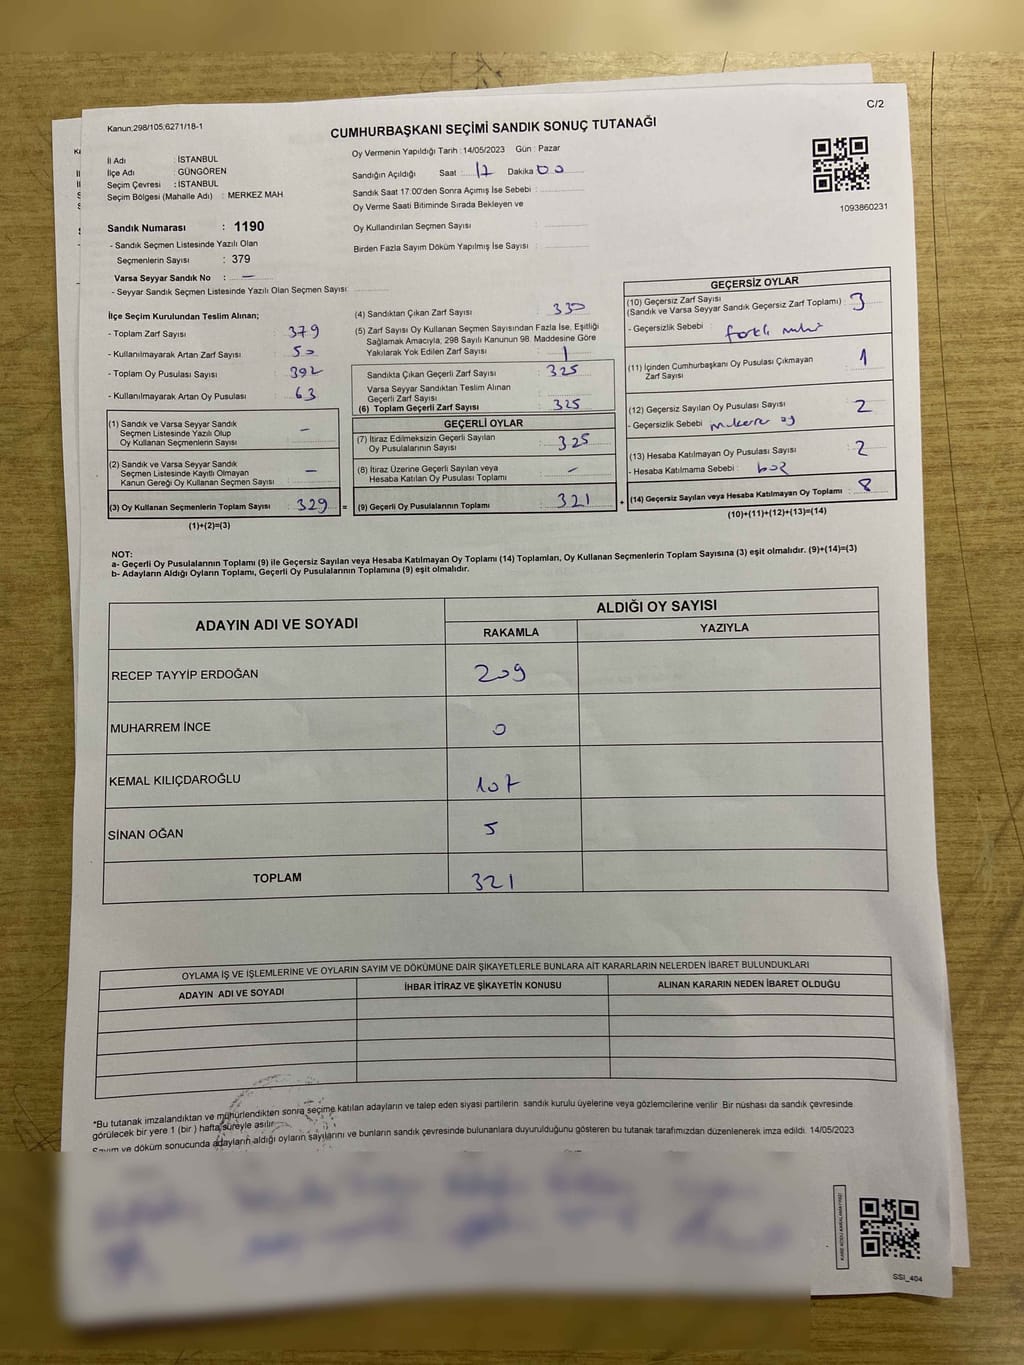 C/2
Kanun:298/105;6271/18-1
CUMHURBAŞKANI SEÇİMİ SANDIK SONUÇ TUTANAĞI
İl Adı : İSTANBUL
İlçe Adı : GÜNGÖREN
Seçim Çevresi : İSTANBUL
Seçim Bölgesi (Mahalle Adı) : MERKEZ MAH
Sandık Numarası : 1190
- Sandık Seçmen Listesinde Yazılı Olan
Seçmenlerin Sayısı : 379
Varsa Seyyar Sandık No : —
- Seyyar Sandık Seçmen Listesinde Yazılı Olan Seçmen Sayısı:
Oy Vermenin Yapıldığı Tarih : 14/05/2023 Gün : Pazar
Sandığın Açıldığı Saat : 17 Dakika 00
Sandık Saat 17:00'den Sonra Açımış İse Sebebi :
Oy Verme Saati Bitiminde Sırada Bekleyen ve
Oy Kullandırılan Seçmen Sayısı :
Birden Fazla Sayım Döküm Yapılmış İse Sayısı :
1093860231
İlçe Seçim Kurulundan Teslim Alınan;
- Toplam Zarf Sayısı : 379
- Kullanılmayarak Artan Zarf Sayısı : 50
- Toplam Oy Pusulası Sayısı : 392
- Kullanılmayarak Artan Oy Pusulası : 63
(1) Sandık ve Varsa Seyyar Sandık
Seçmen Listesinde Yazılı Olup
Oy Kullanan Seçmenlerin Sayısı : —
(2) Sandık ve Varsa Seyyar Sandık
Seçmen Listesinde Kayıtlı Olmayan
Kanun Gereği Oy Kullanan Seçmen Sayısı : —
(3) Oy Kullanan Seçmenlerin Toplam Sayısı : 329 =
(1)+(2)=(3)
(4) Sandıktan Çıkan Zarf Sayısı : 330
(5) Zarf Sayısı Oy Kullanan Seçmen Sayısından Fazla İse, Eşitliği
Sağlamak Amacıyla; 298 Sayılı Kanunun 98. Maddesine Göre
Yakılarak Yok Edilen Zarf Sayısı : 1
Sandıkta Çıkan Geçerli Zarf Sayısı : 325
Varsa Seyyar Sandıktan Teslim Alınan
Geçerli Zarf Sayısı :
(6) Toplam Geçerli Zarf Sayısı : 325
GEÇERLİ OYLAR
(7) İtiraz Edilmeksizin Geçerli Sayılan
Oy Pusulalarının Sayısı : 325
(8) İtiraz Üzerine Geçerli Sayılan veya
Hesaba Katılan Oy Pusulası Toplamı : —
(9) Geçerli Oy Pusulalarının Toplamı : 321 +
GEÇERSİZ OYLAR
(10) Geçersiz Zarf Sayısı : 3
(Sandık ve Varsa Seyyar Sandık Geçersiz Zarf Toplamı)
- Geçersizlik Sebebi : farklı mühür
(11) İçinden Cumhurbaşkanı Oy Pusulası Çıkmayan
Zarf Sayısı : 1
(12) Geçersiz Sayılan Oy Pusulası Sayısı : 2
- Geçersizlik Sebebi : mükerrer oy
(13) Hesaba Katılmayan Oy Pusulası Sayısı : 2
- Hesaba Katılmama Sebebi : boş
(14) Geçersiz Sayılan veya Hesaba Katılmayan Oy Toplamı : 8
(10)+(11)+(12)+(13)=(14)
NOT:
a- Geçerli Oy Pusulalarının Toplamı (9) ile Geçersiz Sayılan veya Hesaba Katılmayan Oy Toplamı (14) Toplamları, Oy Kullanan Seçmenlerin Toplam Sayısına (3) eşit olmalıdır. (9)+(14)=(3)
b- Adayların Aldığı Oyların Toplamı, Geçerli Oy Pusulalarının Toplamına (9) eşit olmalıdır.
ADAYIN ADI VE SOYADI
ALDIĞI OY SAYISI
RAKAMLA YAZIYLA
RECEP TAYYİP ERDOĞAN 209
MUHARREM İNCE 0
KEMAL KILIÇDAROĞLU 107
SİNAN OĞAN 5
TOPLAM 321
OYLAMA İŞ VE İŞLEMLERİNE VE OYLARIN SAYIM VE DÖKÜMÜNE DAİR ŞİKAYETLERLE BUNLARA AİT KARARLARIN NELERDEN İBARET BULUNDUKLARI
ADAYIN ADI VE SOYADI İHBAR İTİRAZ VE ŞİKAYETİN KONUSU ALINAN KARARIN NEDEN İBARET OLDUĞU
*Bu tutanak imzalandıktan ve mühürlendikten sonra seçime katılan adayların ve talep eden siyasi partilerin sandık kurulu üyelerine veya gözlemcilerine verilir Bir nüshası da sandık çevresinde
görülecek bir yere 1 (bir ) hafta süreyle asılır
Sayım ve döküm sonucunda adayların aldığı oyların sayılarını ve bunların sandık çevresinde bulunanlara duyurulduğunu gösteren bu tutanak tarafımızdan düzenlenerek imza edildi. 14/05/2023
SSI_404